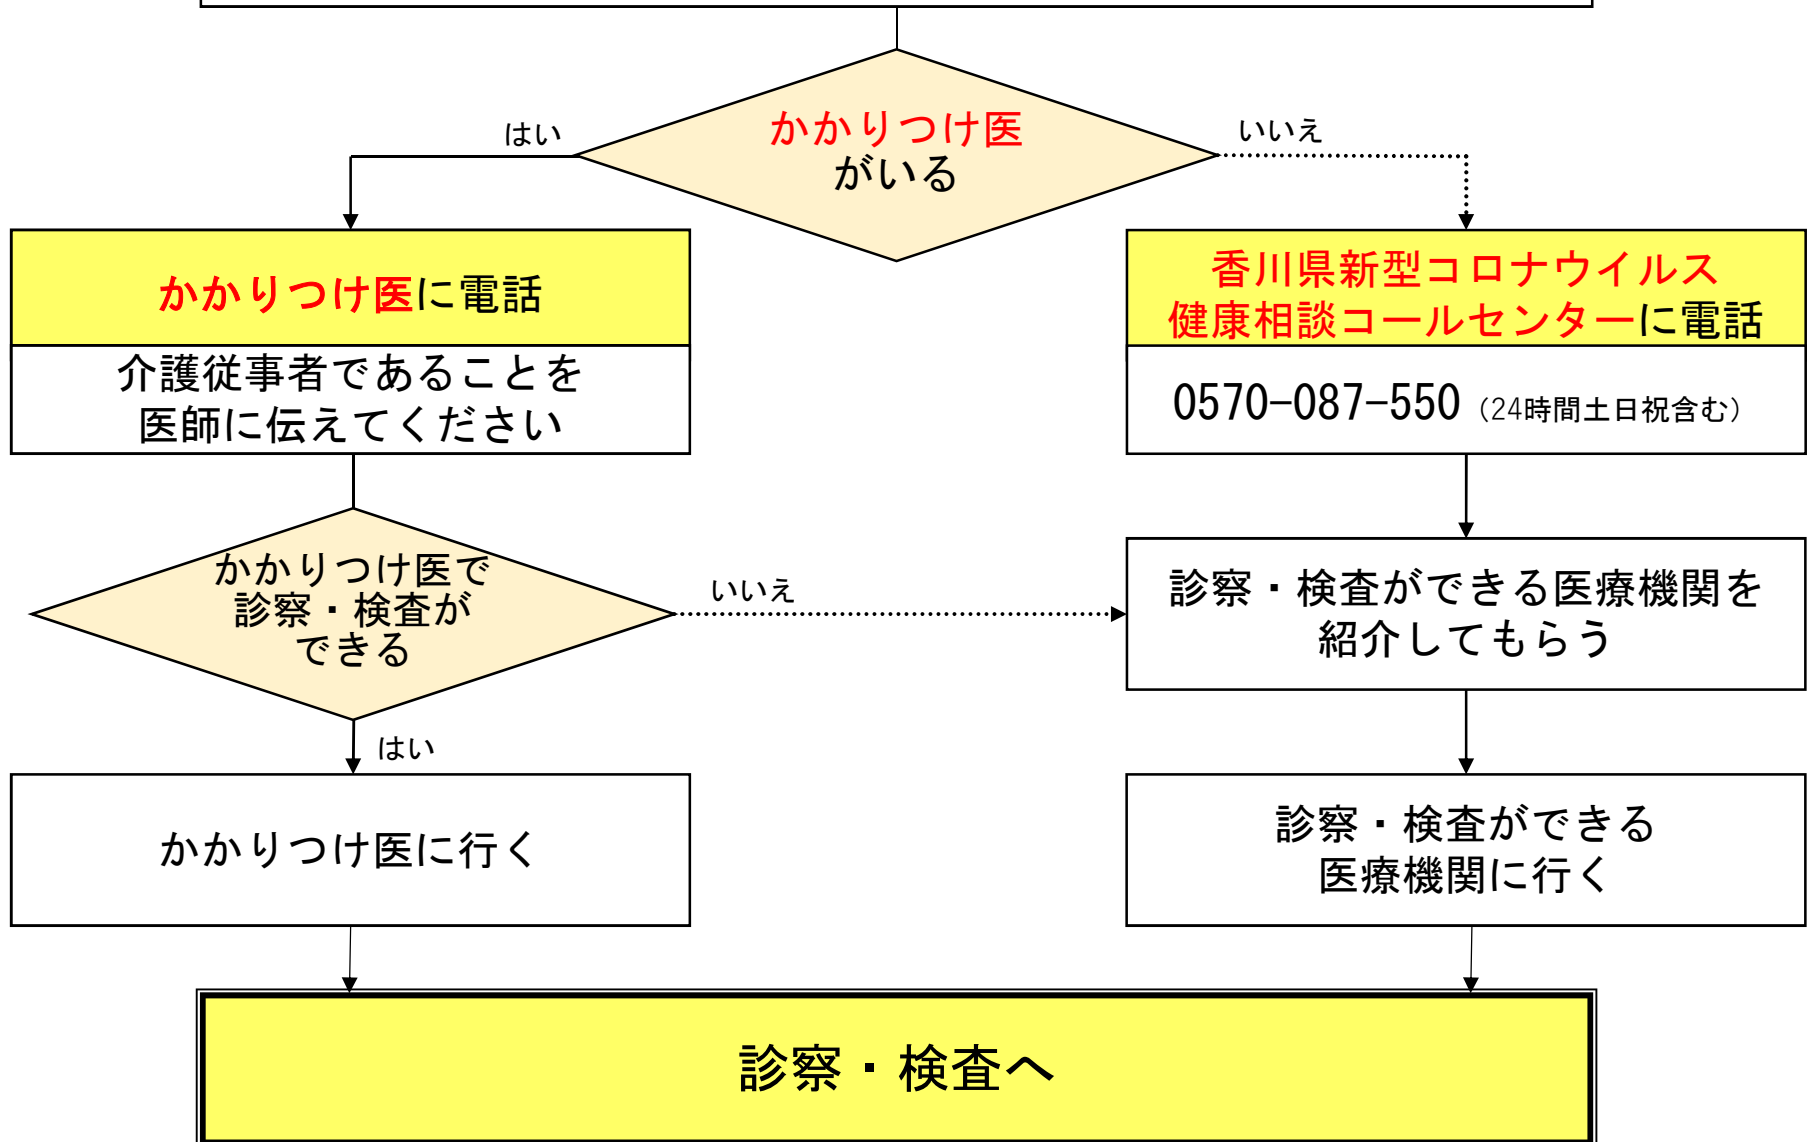 かかりつけ医
がいる
はい
いいえ
かかりつけ医に電話
介護従事者であることを
医師に伝えてください
香川県新型コロナウイルス
健康相談コールセンターに電話
0570-087-550（24時間土日祝含む）
かかりつけ医で
診察・検査が
できる
いいえ
はい
診察・検査ができる医療機関を
紹介してもらう
かかりつけ医に行く
診察・検査ができる
医療機関に行く
診察・検査へ